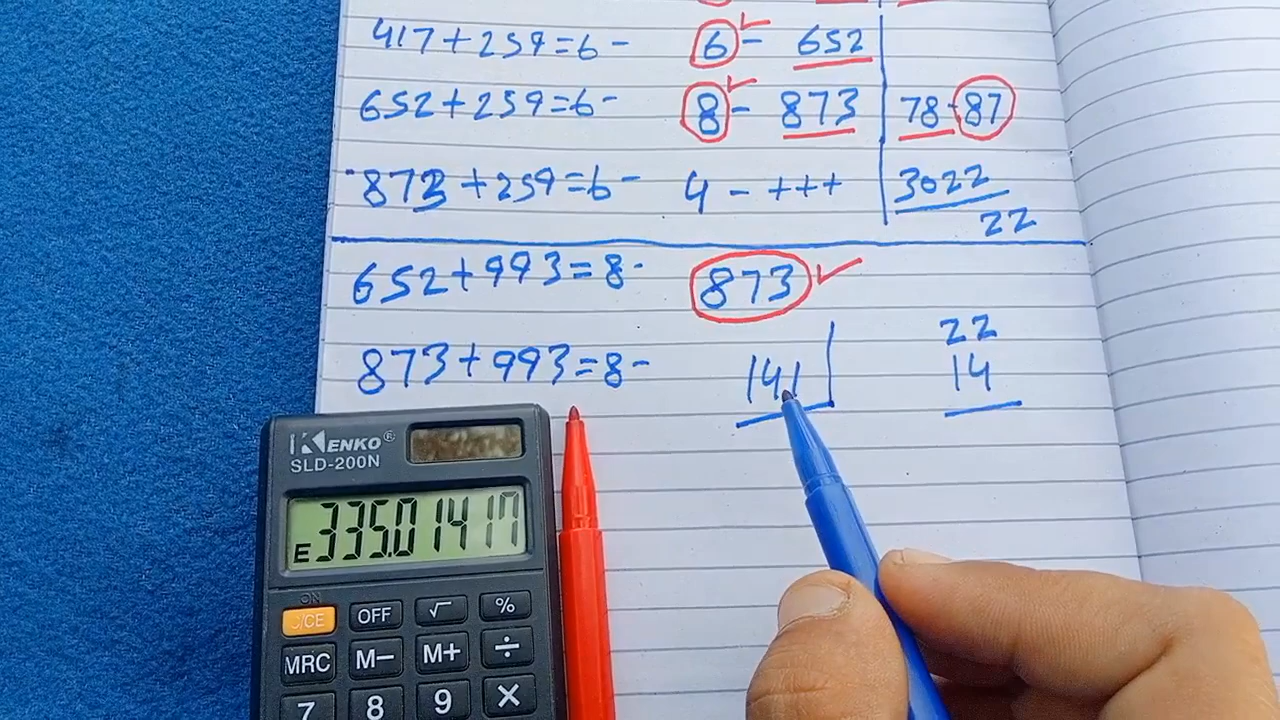 417+259=6- 6- 652
652+259=6- 8- 873 78-87
873+259=6- 4-+++ 3022
22
652+993=8- 873
873+993=8- 141 22
14
KENKO®
SLD-200N
E 335.01417
ON
C/CE OFF √ %
MRC M− M+ ÷
7 8 9 ×